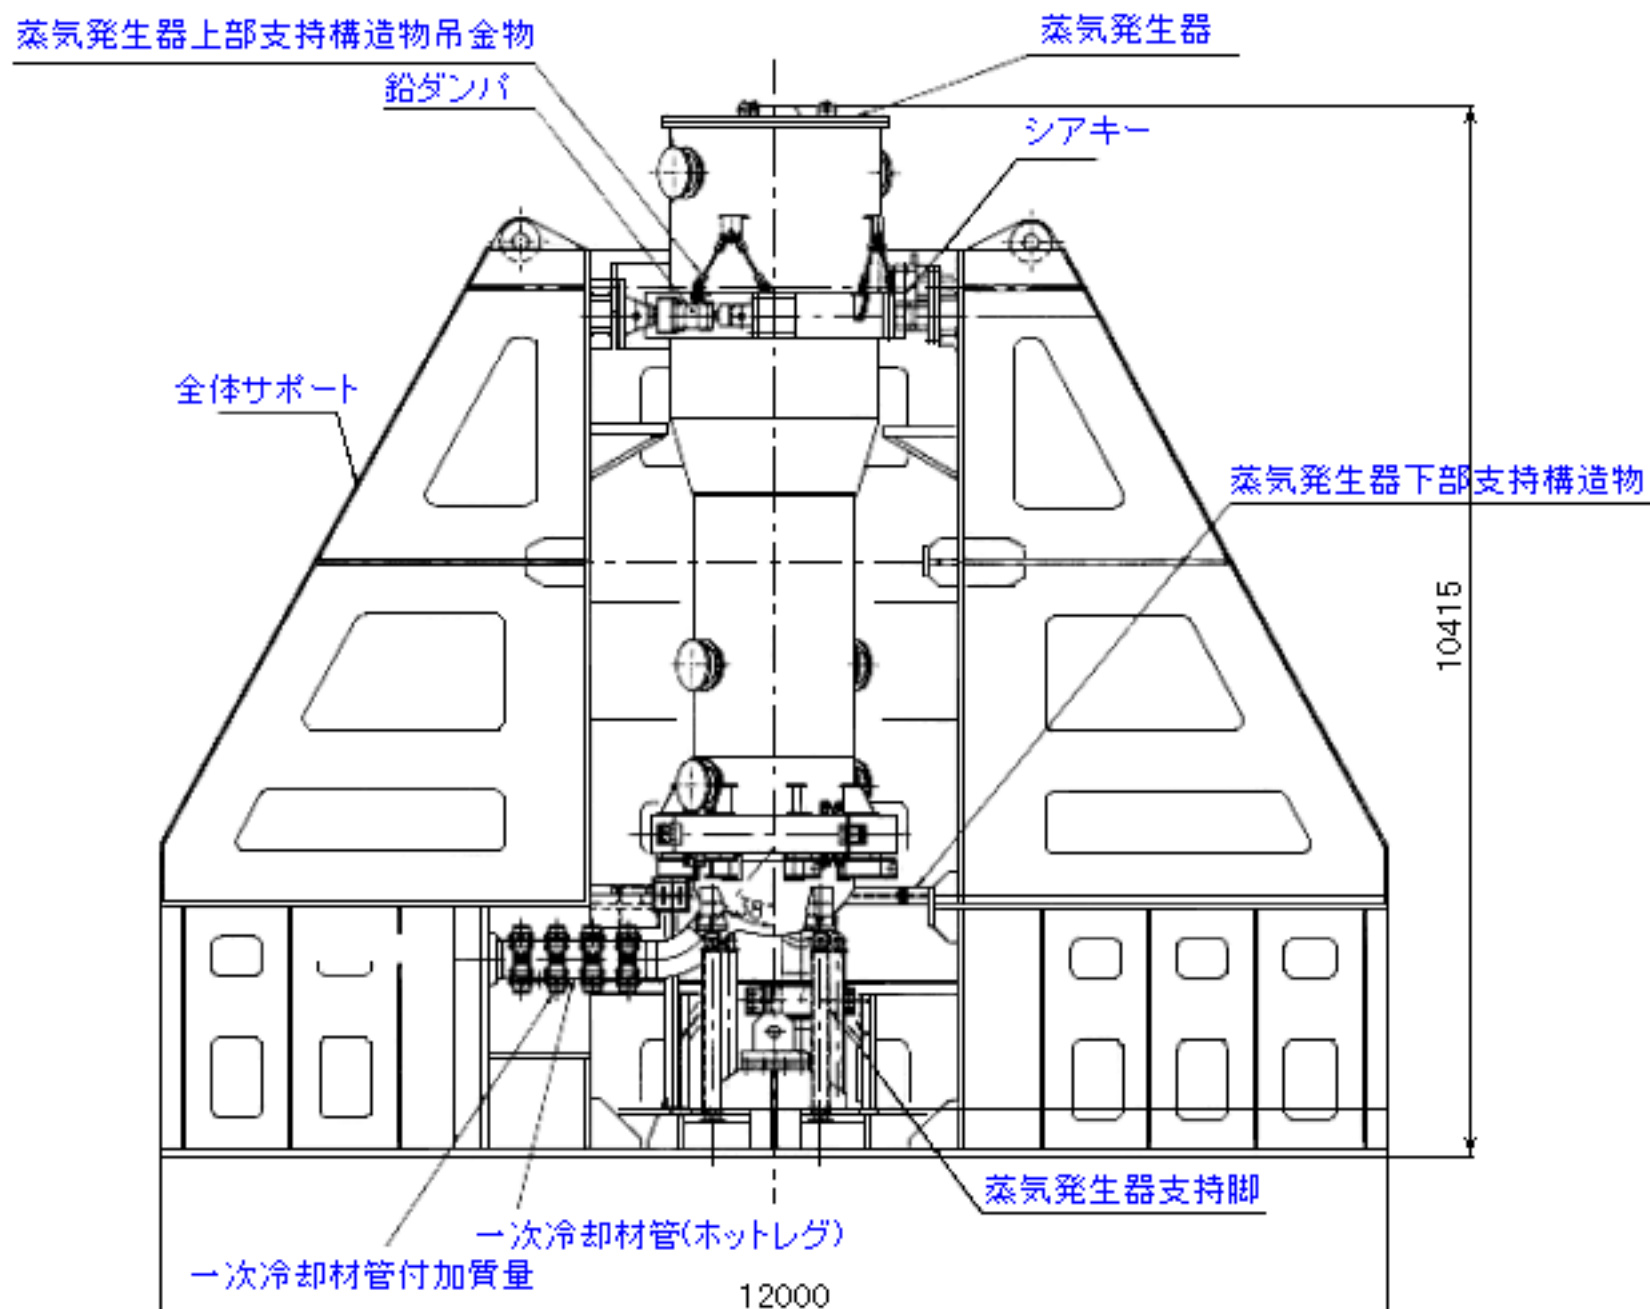 蒸気発生器上部支持構造物吊金物
蒸気発生器
鉛ダンパ
シアキー
全体サポート
蒸気発生器下部支持構造物
10415
蒸気発生器支持脚
一次冷却材管(ホットレグ)
一次冷却材管付加質量
12000